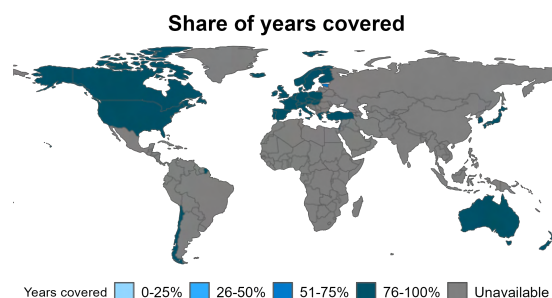 Share of years covered
Years covered 0-25% 26-50% 51-75% 76-100% Unavailable